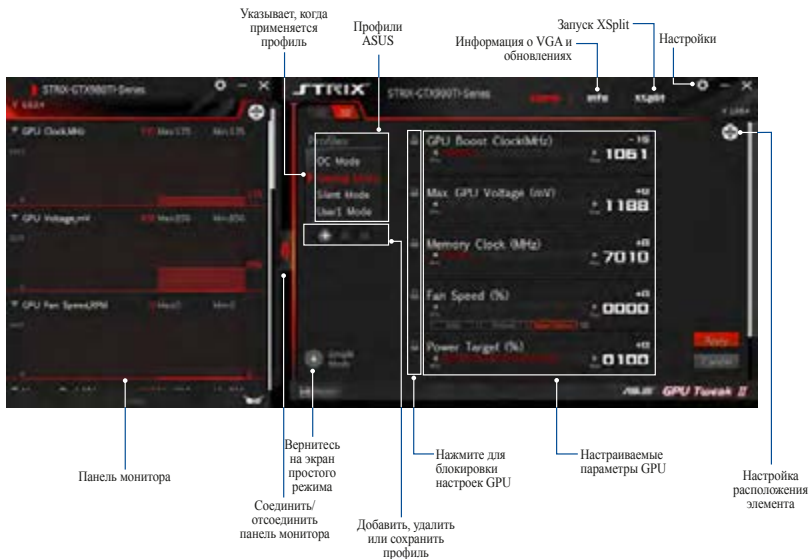 Указывает, когда
применяется
профиль
Профили
ASUS
Запуск XSplit
Информация о VGA и
обновлениях
Настройки
STRIX-GTX980TI-Series
STRIX
STRIX-GTX980TI-Series
Info
XSplit
GPU Clock,MHz
GPU Voltage,mV
GPU Fan Speed,RPM
Profiles
OC Mode
Silent Mode
User1 Mode
GPU Boost Clock(MHz)
1061
Max. GPU Voltage (mV)
1188
Memory Clock (MHz)
7010
Fan Speed (%)
0000
Power Target (%)
0100
Simple
Mode
Apply
Cancel
ASUS GPU Tweak II
Панель монитора
Вернитесь
на экран
простого
режима
Соединить/
отсоединить
панель монитора
Добавить, удалить
или сохранить
профиль
Нажмите для
блокировки
настроек GPU
Настраиваемые
параметры GPU
Настройка
расположения
элемента